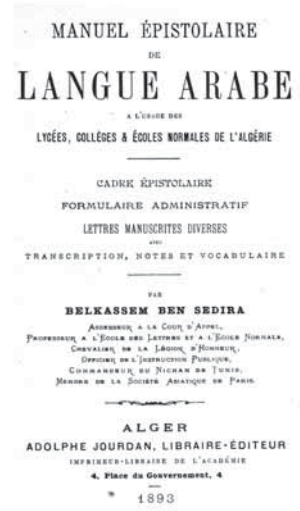 MANUEL ÉPISTOLAIRE
DE
LANGUE ARABE
A L'USAGE DES
LYCÉES, COLLÈGES & ÉCOLES NORMALES DE L'ALGÉRIE
CADRE ÉPISTOLAIRE
FORMULAIRE ADMINISTRATIF
LETTRES MANUSCRITES DIVERSES
AVEC
TRANSCRIPTION, NOTES ET VOCABULAIRE
PAR
BELKASSEM BEN SEDIRA
ASSESSEUR A LA COUR D'APPEL,
PROFESSEUR A L'ECOLE DES LETTRES ET A L'ECOLE NORMALE,
CHEVALIER DE LA LÉGION D'HONNEUR,
OFFICIER DE L'INSTRUCTION PUBLIQUE,
COMMANDEUR DU NICHAN DE TUNIS,
MEMBRE DE LA SOCIÉTÉ ASIATIQUE DE PARIS.
ALGER
ADOLPHE JOURDAN, LIBRAIRE-ÉDITEUR
IMPRIMEUR-LIBRAIRE DE L'ACADÉMIE
4, Place du Gouvernement, 4
1893